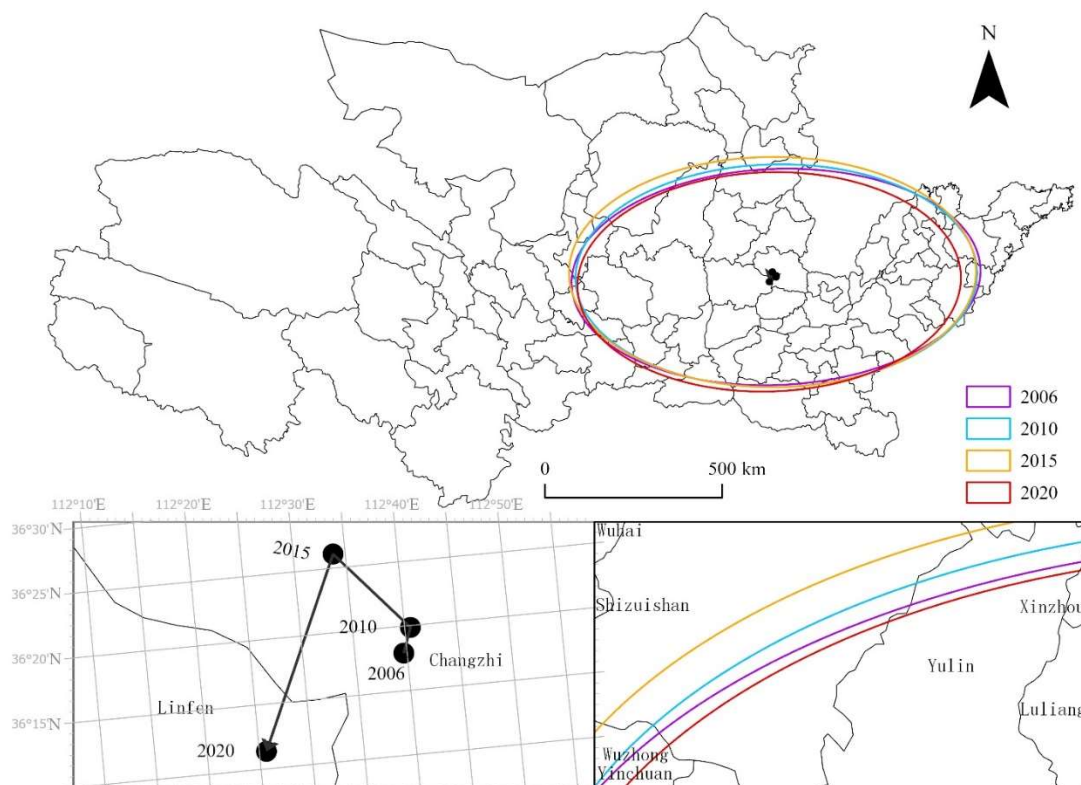 N
2006
2010
2015
2020
0 500 km
112°10'E 112°20'E 112°30'E 112°40'E 112°50'E
36°30'N
36°25'N
36°20'N
36°15'N
2015
2010
2006
Changzhi
Linfen
2020
Wuhai
Shizuishan
Xinzhou
Yulin
Luliang
Wuzhong
Yinchuan